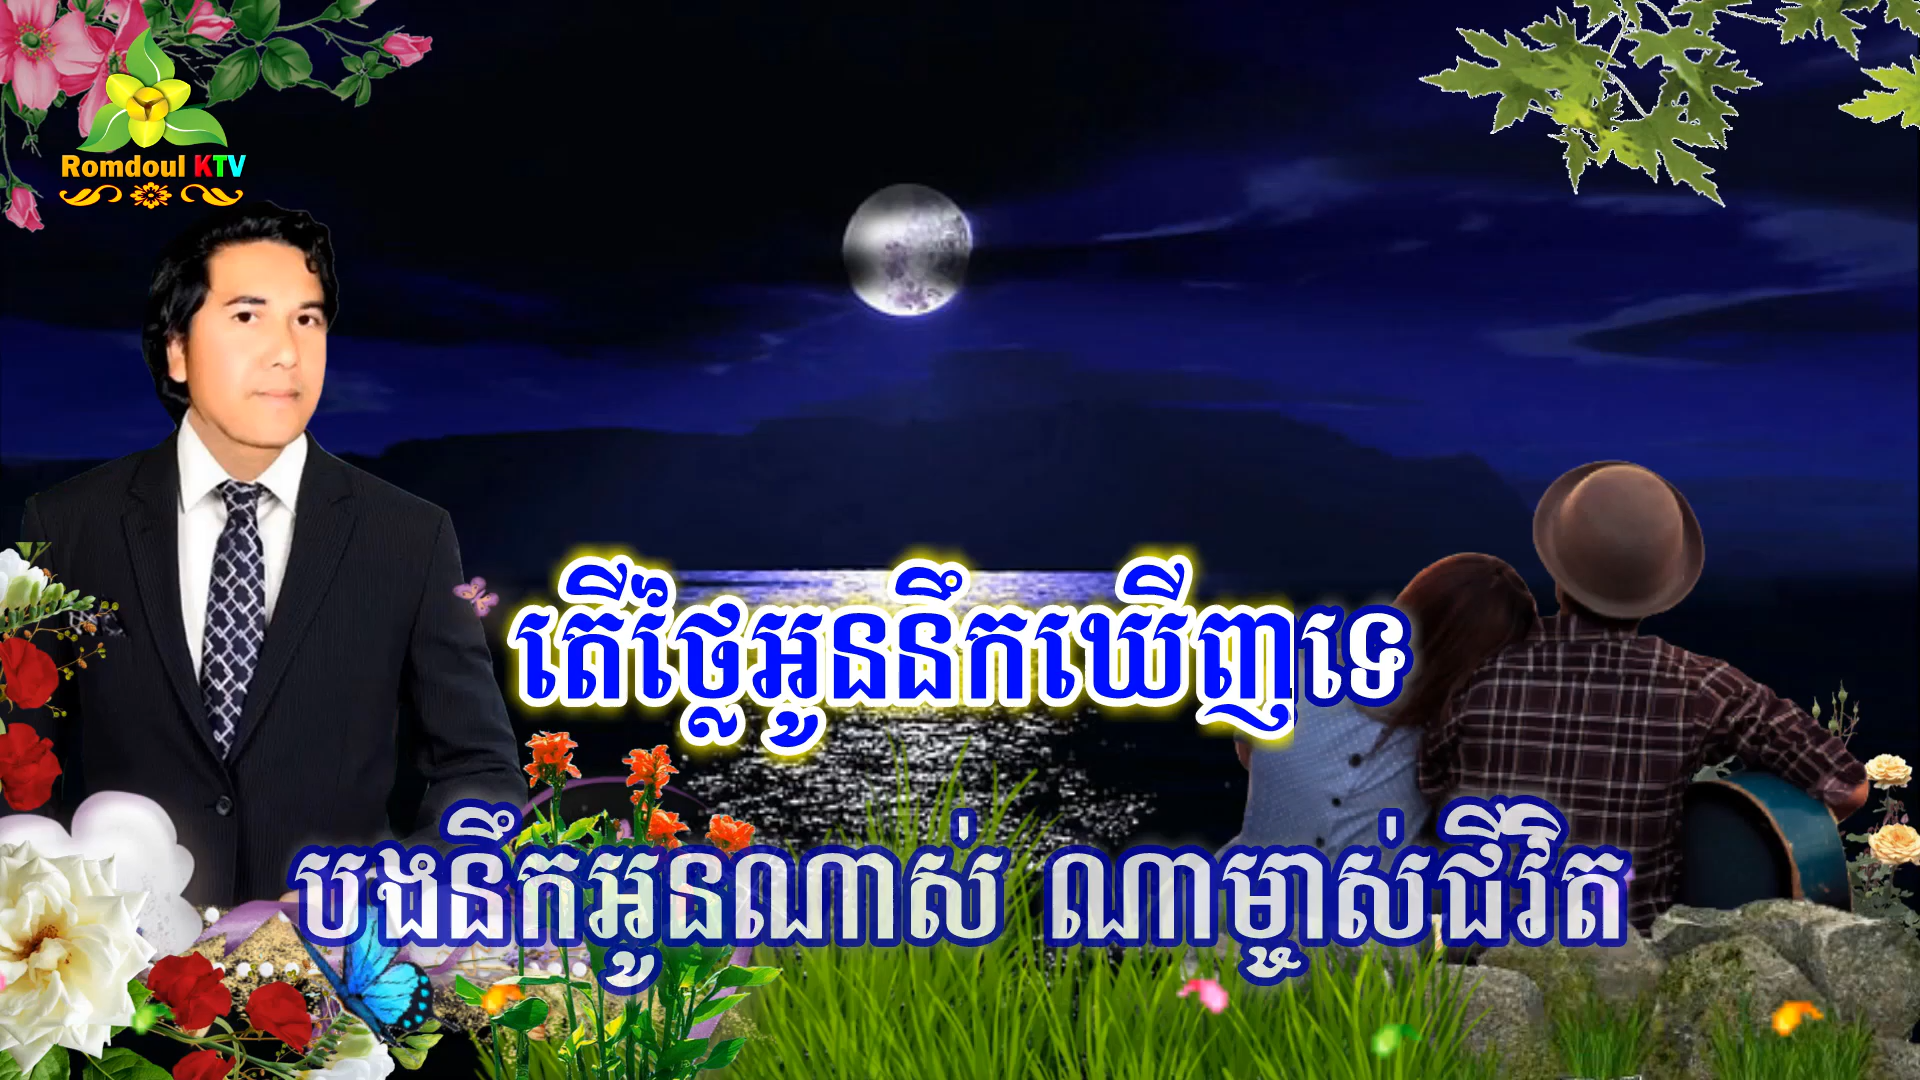 Romdoul KTV
តើថ្លៃអូននឹកឃើញទេ
បងនឹកអូនណាស់ ណាម្ចាស់ជីវិត